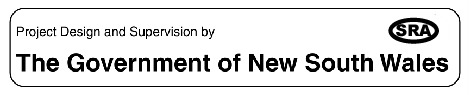 Project Design and Supervision by
SRA
The Government of New South Wales